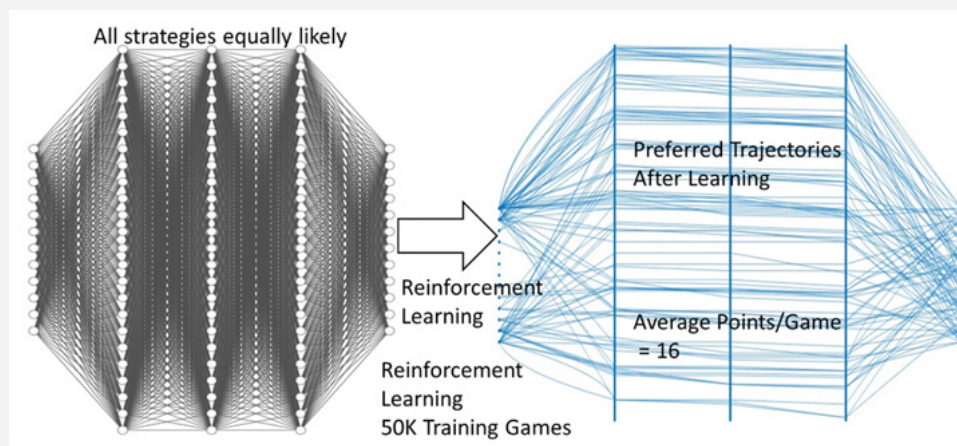 All strategies equally likely
Preferred Trajectories
After Learning
Reinforcement
Learning
Average Points/Game
= 16
Reinforcement
Learning
50K Training Games